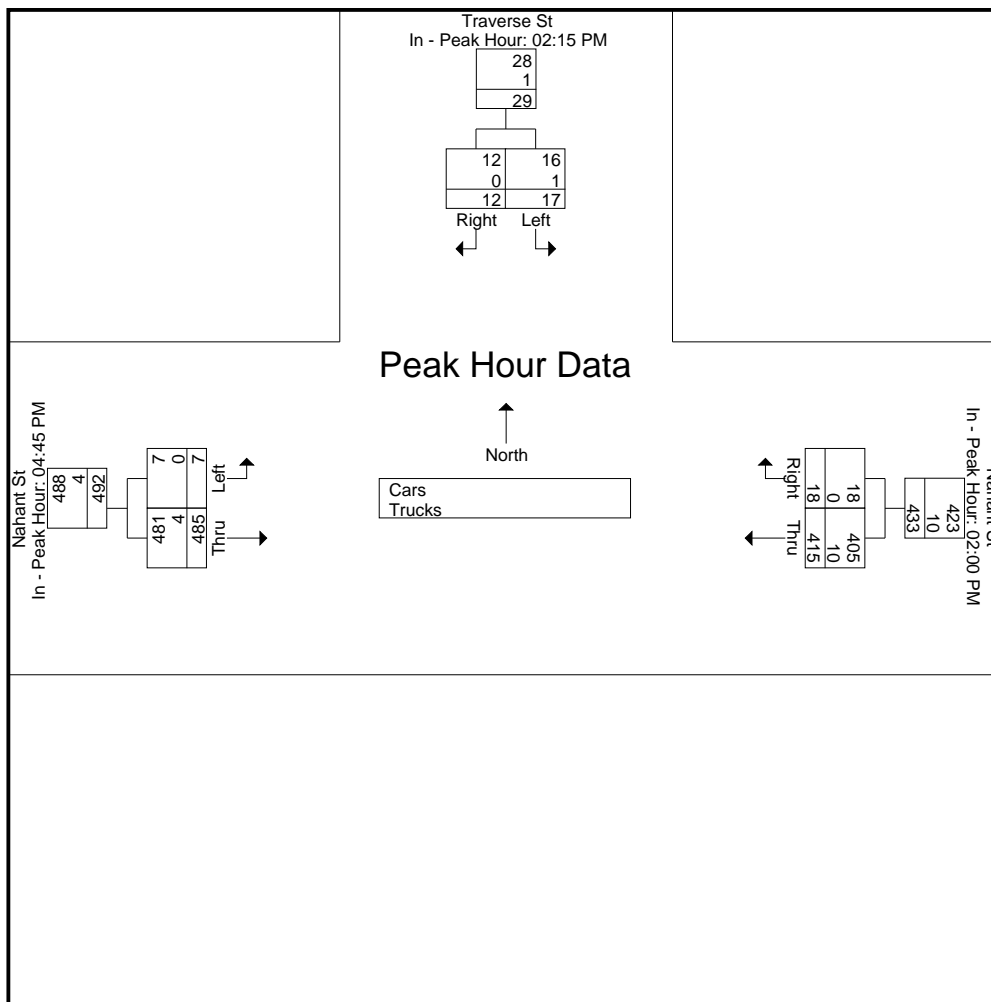 Traverse St
In - Peak Hour: 02:15 PM
28
1
29
12 16
0 1
12 17
Right Left
Peak Hour Data
North
Cars
Trucks
Nahant St
In - Peak Hour: 04:45 PM
488
4
492
7 0 7
Left
481 4 485
Thru
Right
18 0 18
Thru
415 10 405
433
10
423
In - Peak Hour: 02:00 PM
Nahant St